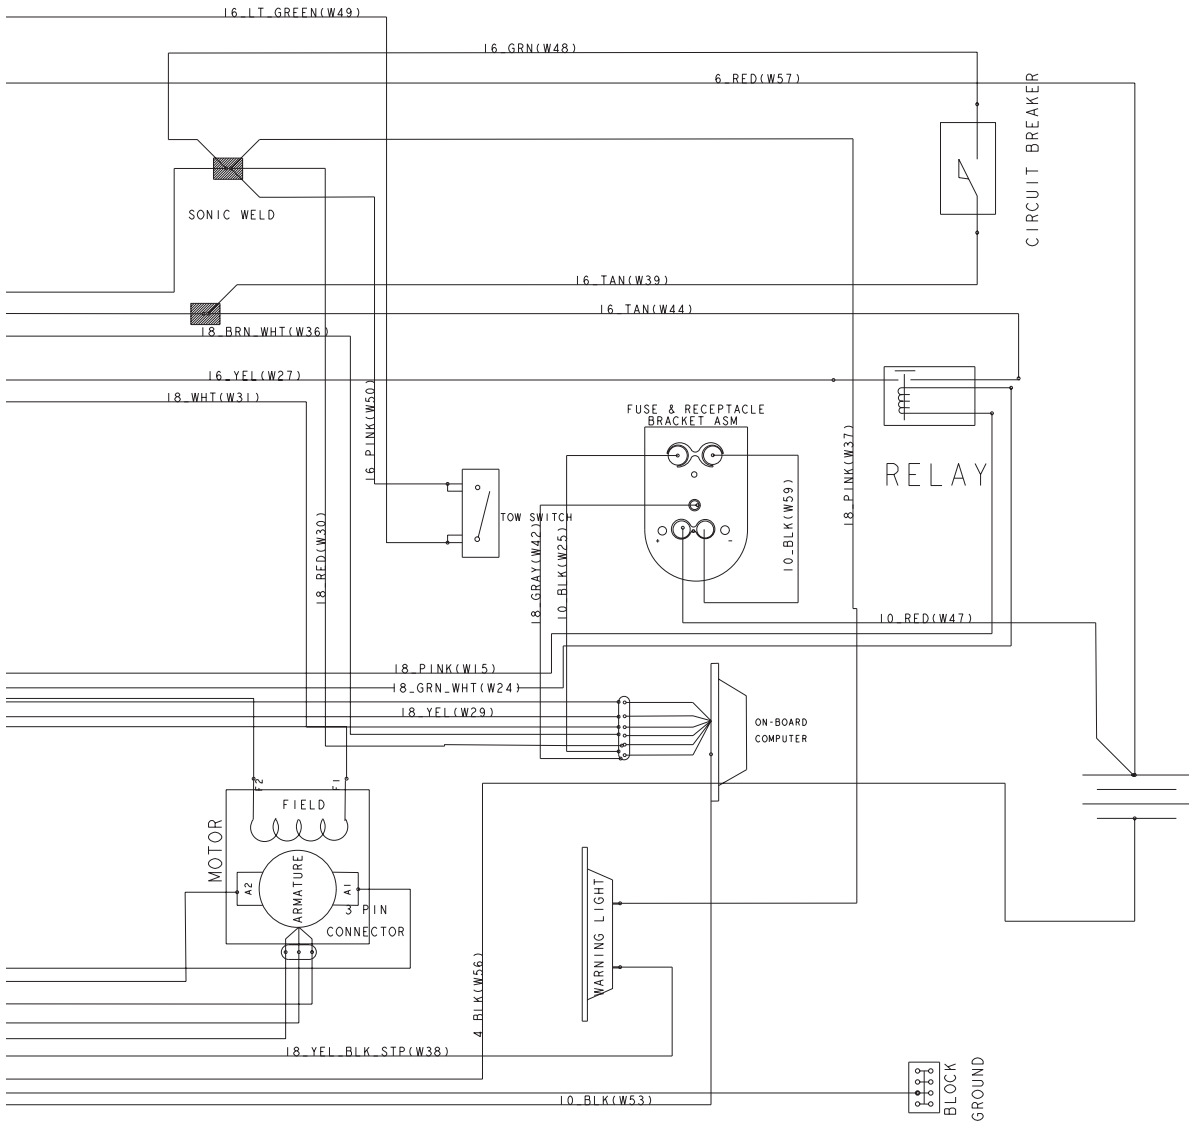 16_LT_GREEN(W49)
16_GRN(W48)
6_RED(W57)
CIRCUIT BREAKER
SONIC WELD
16_TAN(W39)
16_TAN(W44)
18_BRN_WHT(W36)
16_YEL(W27)
18_WHT(W31)
16_PINK(W50)
FUSE & RECEPTACLE
BRACKET ASM
18_PINK(W37)
RELAY
10_BLK(W59)
TOW SWITCH
18_RED(W30)
18_GRAY(W42)
10_BLK(W25)
+
-
10_RED(W47)
18_PINK(W15)
18_GRN_WHT(W24)
18_YEL(W29)
ON-BOARD
COMPUTER
F2
F1
FIELD
MOTOR
ARMATURE
A2
A1
3 PIN
CONNECTOR
WARNING LIGHT
4_BLK(W56)
18_YEL_BLK_STP(W38)
10_BLK(W53)
BLOCK
GROUND